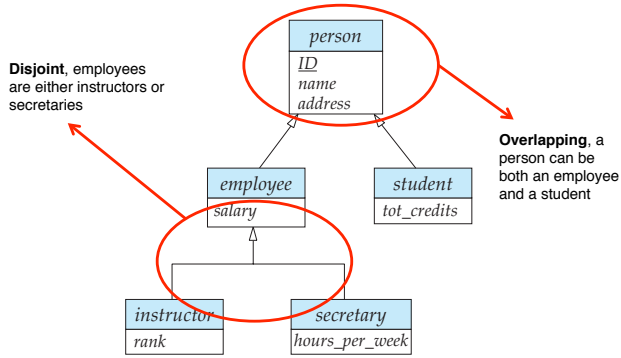 person
ID
name
address
Disjoint, employees
are either instructors or
secretaries
Overlapping, a
person can be
both an employee
and a student
employee
salary
student
tot_credits
instructor
rank
secretary
hours_per_week